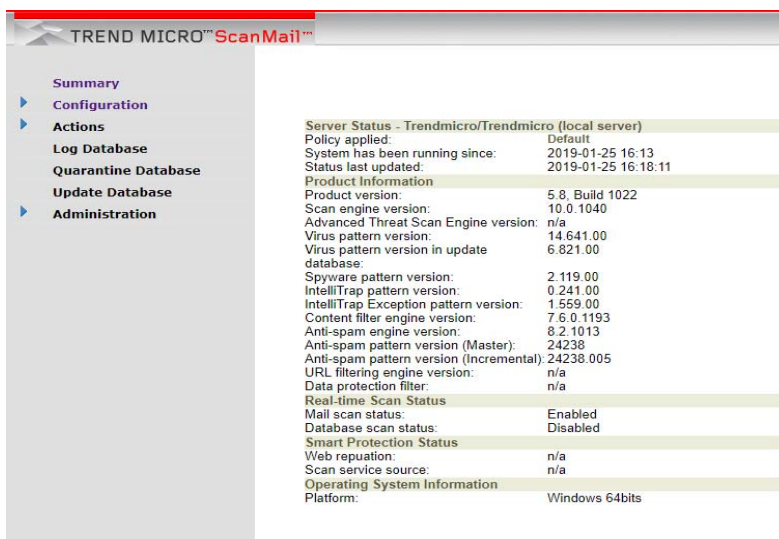 TREND MICRO™ ScanMail™
Summary
Configuration
Actions
Log Database
Quarantine Database
Update Database
Administration
Server Status - Trendmicro/Trendmicro (local server)
Policy applied: Default
System has been running since: 2019-01-25 16:13
Status last updated: 2019-01-25 16:18:11
Product Information
Product version: 5.8, Build 1022
Scan engine version: 10.0.1040
Advanced Threat Scan Engine version: n/a
Virus pattern version: 14.641.00
Virus pattern version in update 6.821.00
database:
Spyware pattern version: 2.119.00
IntelliTrap pattern version: 0.241.00
IntelliTrap Exception pattern version: 1.559.00
Content filter engine version: 7.6.0.1193
Anti-spam engine version: 8.2.1013
Anti-spam pattern version (Master): 24238
Anti-spam pattern version (Incremental): 24238.005
URL filtering engine version: n/a
Data protection filter: n/a
Real-time Scan Status
Mail scan status: Enabled
Database scan status: Disabled
Smart Protection Status
Web repuation: n/a
Scan service source: n/a
Operating System Information
Platform: Windows 64bits